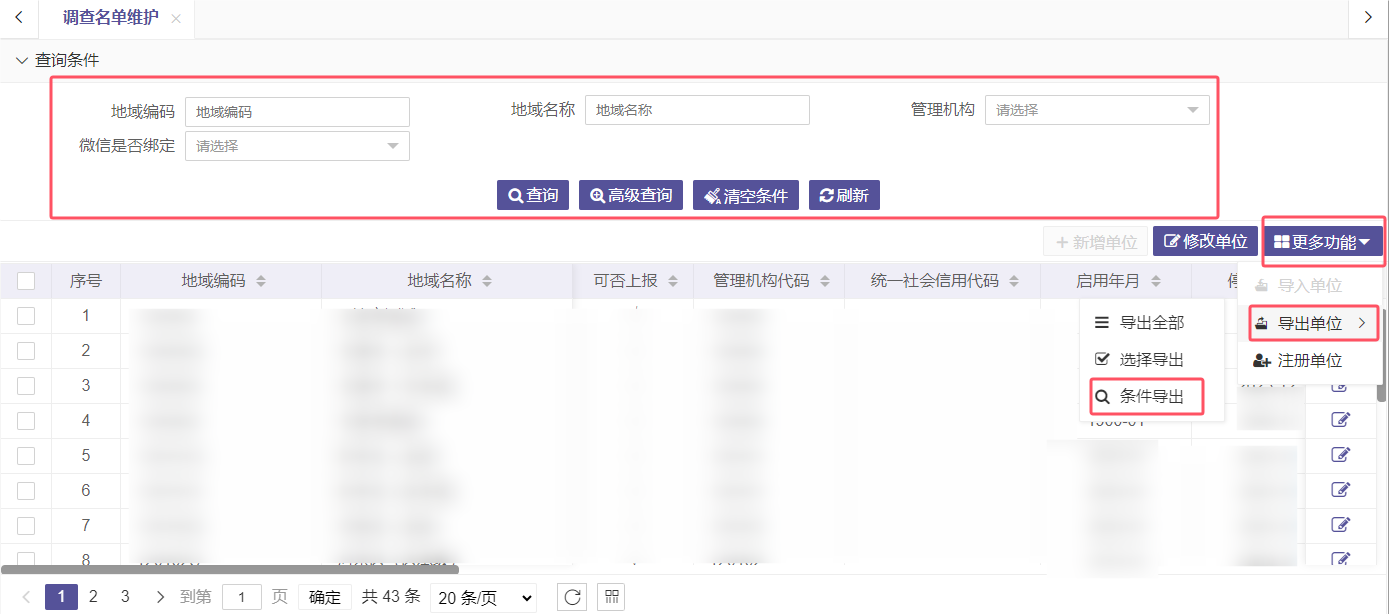 调查名单维护
查询条件
地域编码 地域编码 地域名称 地域名称 管理机构 请选择
微信是否绑定 请选择
查询 高级查询 清空条件 刷新
新增单位 修改单位 更多功能
序号 地域编码 地域名称 可否上报 管理机构代码 统一社会信用代码 启用年月
导入单位
导出单位
注册单位
导出全部
选择导出
条件导出
1
2
3
4
5
6
7
8
1 2 3 到第 1 页 确定 共 43 条 20 条/页